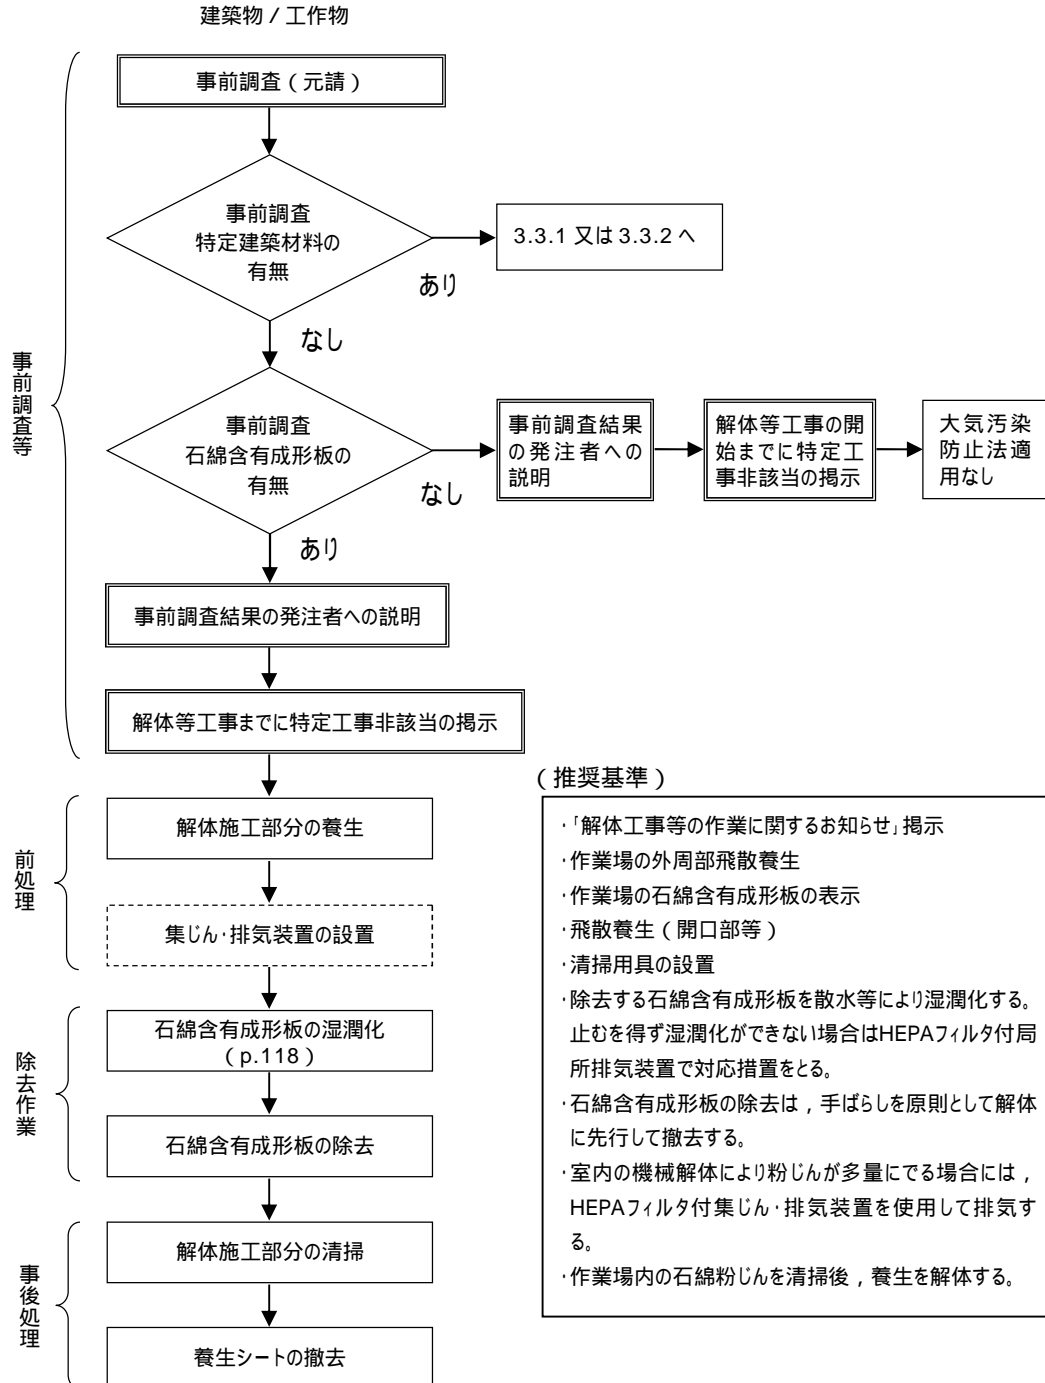 建築物 / 工作物
事前調査（元請）
事前調査
特定建築材料の
有無
あり
3.3.1 又は 3.3.2 へ
なし
事前調査等
事前調査
石綿含有成形板の
有無
なし
事前調査結果
の発注者への
説明
解体等工事の開
始までに特定工
事非該当の掲示
大気汚染
防止法適
用なし
あり
事前調査結果の発注者への説明
解体等工事までに特定工事非該当の掲示
前処理
解体施工部分の養生
集じん･排気装置の設置
除去作業
石綿含有成形板の湿潤化
（p.118）
石綿含有成形板の除去
事後処理
解体施工部分の清掃
養生シートの撤去
（推奨基準）
･｢解体工事等の作業に関するお知らせ｣掲示
･作業場の外周部飛散養生
･作業場の石綿含有成形板の表示
･飛散養生（開口部等）
･清掃用具の設置
･除去する石綿含有成形板を散水等により湿潤化する。
止むを得ず湿潤化ができない場合はHEPAフィルタ付局
所排気装置で対応措置をとる。
･石綿含有成形板の除去は，手ばらしを原則として解体
に先行して撤去する。
･室内の機械解体により粉じんが多量にでる場合には，
HEPAフィルタ付集じん･排気装置を使用して排気す
る。
･作業場内の石綿粉じんを清掃後，養生を解体する。